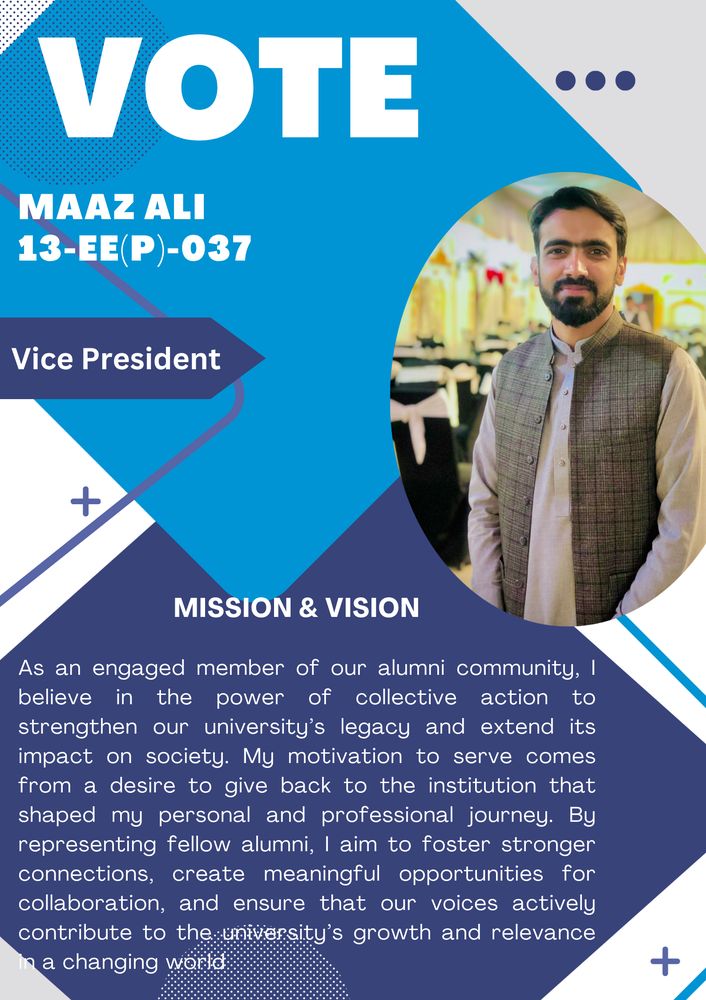 VOTE
MAAZ ALI
13-EE(P)-037
Vice President
MISSION & VISION
As an engaged member of our alumni community, I
believe in the power of collective action to
strengthen our university's legacy and extend its
impact on society. My motivation to serve comes
from a desire to give back to the institution that
shaped my personal and professional journey. By
representing fellow alumni, I aim to foster stronger
connections, create meaningful opportunities for
collaboration, and ensure that our voices actively
contribute to the university's growth and relevance
in a changing world